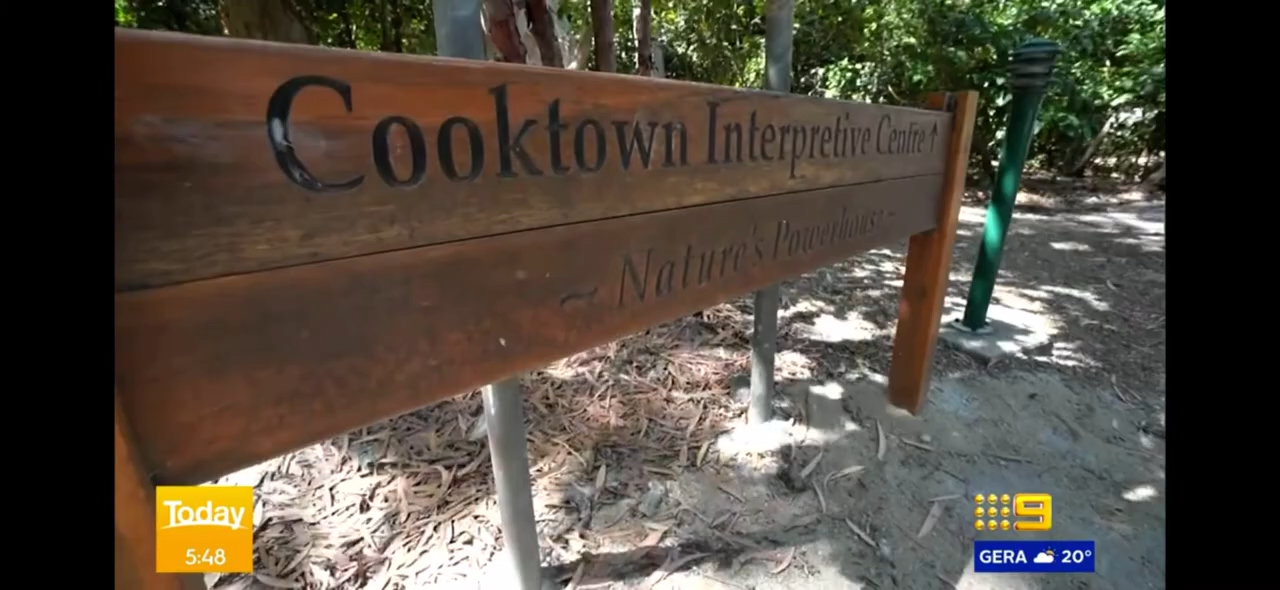 Cooktown Interpretive Centre ↑
~ Nature's Powerhouse ~
Today
5:48
9
GERA 20°